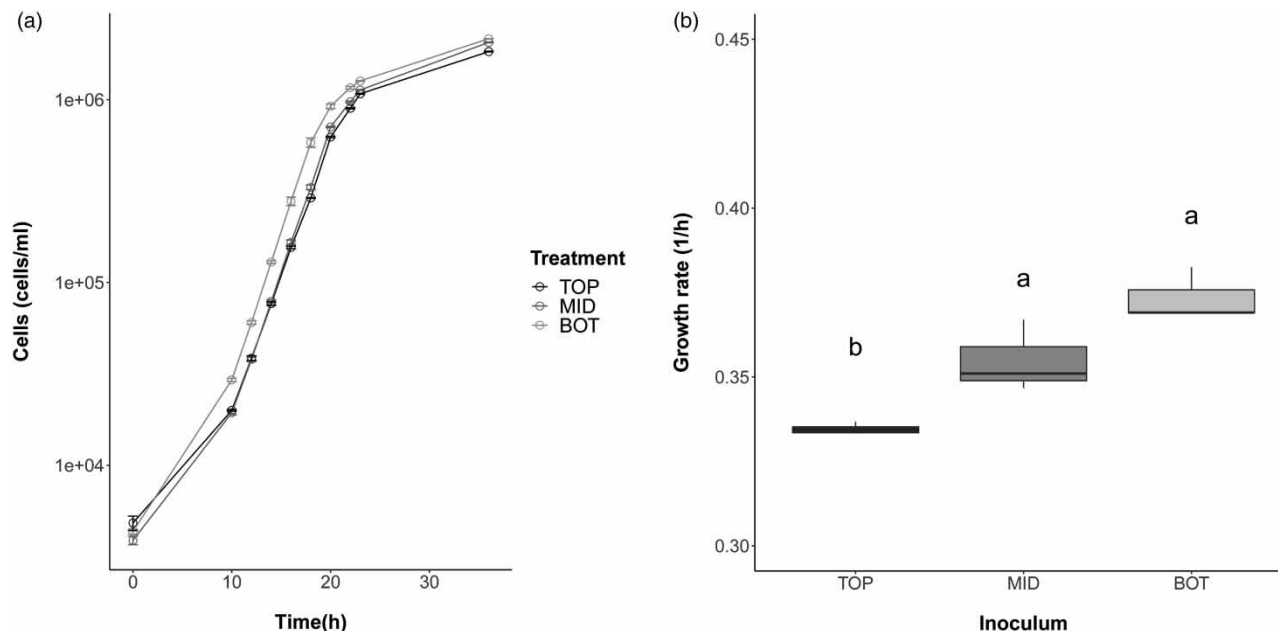 (a)
Cells (cells/ml)
1e+06
1e+05
1e+04
0
10
20
30
Time(h)
Treatment
TOP
MID
BOT
(b)
Growth rate (1/h)
0.45
0.40
0.35
0.30
b
a
a
TOP
MID
BOT
Inoculum